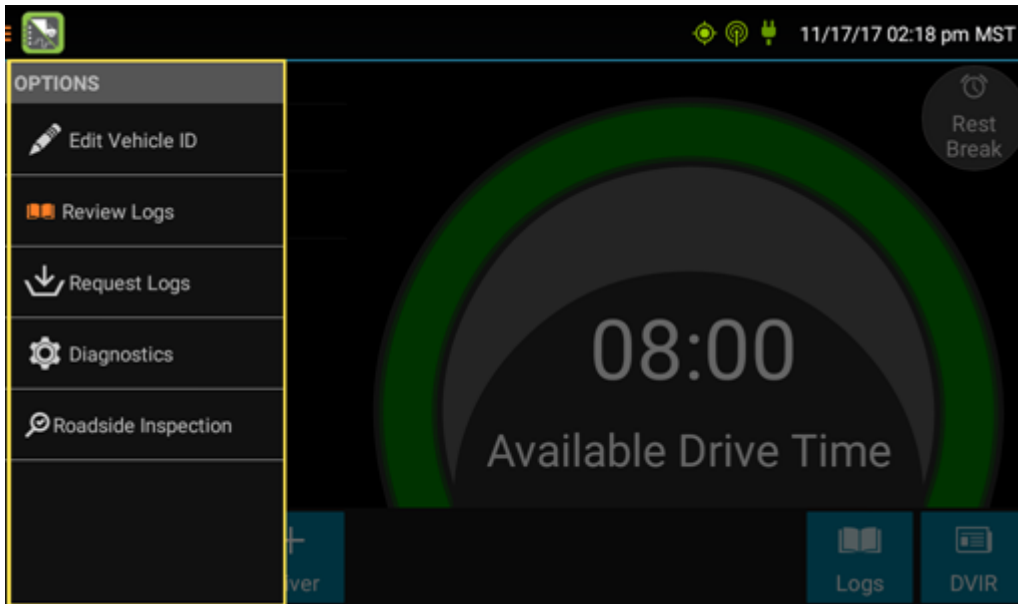 11/17/17 02:18 pm MST
OPTIONS
Edit Vehicle ID
Review Logs
Request Logs
Diagnostics
Roadside Inspection
Rest
Break
08:00
Available Drive Time
ver
Logs
DVIR